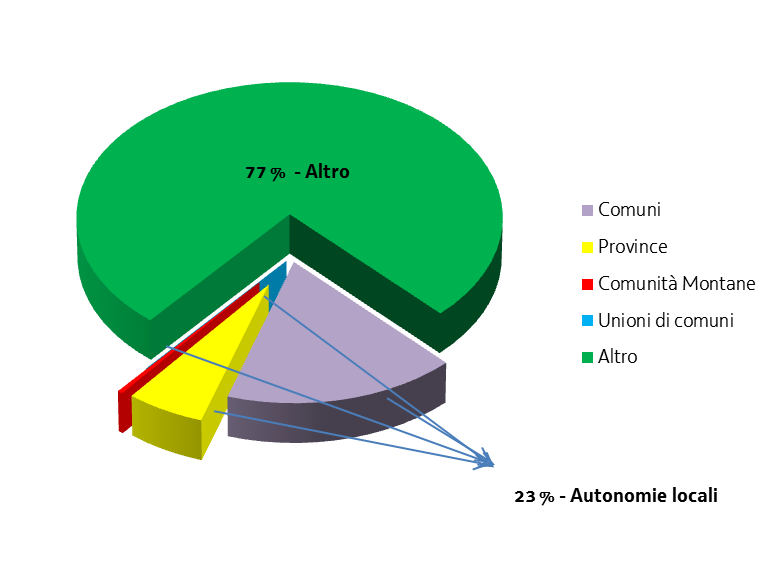 77 % - Altro
Comuni
Province
Comunità Montane
Unioni di comuni
Altro
23 % - Autonomie locali